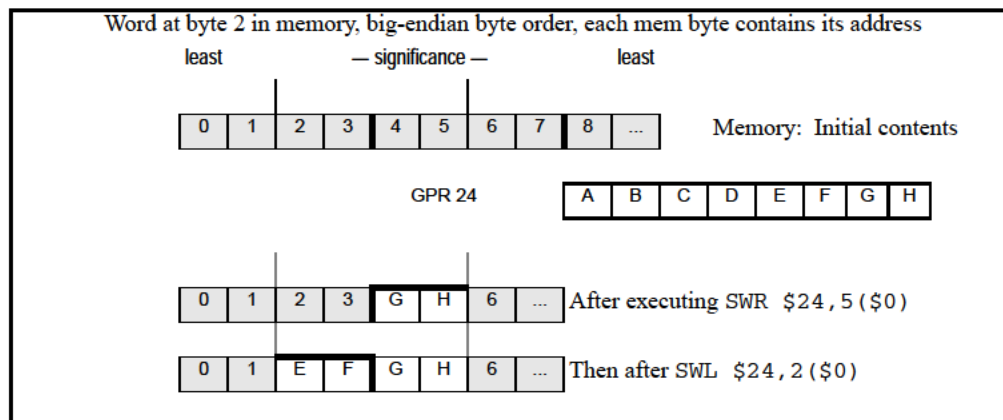 Word at byte 2 in memory, big-endian byte order, each mem byte contains its address
least — significance — least
0 1 2 3 4 5 6 7 8 ... Memory: Initial contents
GPR 24 A B C D E F G H
0 1 2 3 G H 6 ... After executing SWR $24,5($0)
0 1 E F G H 6 ... Then after SWL $24,2($0)